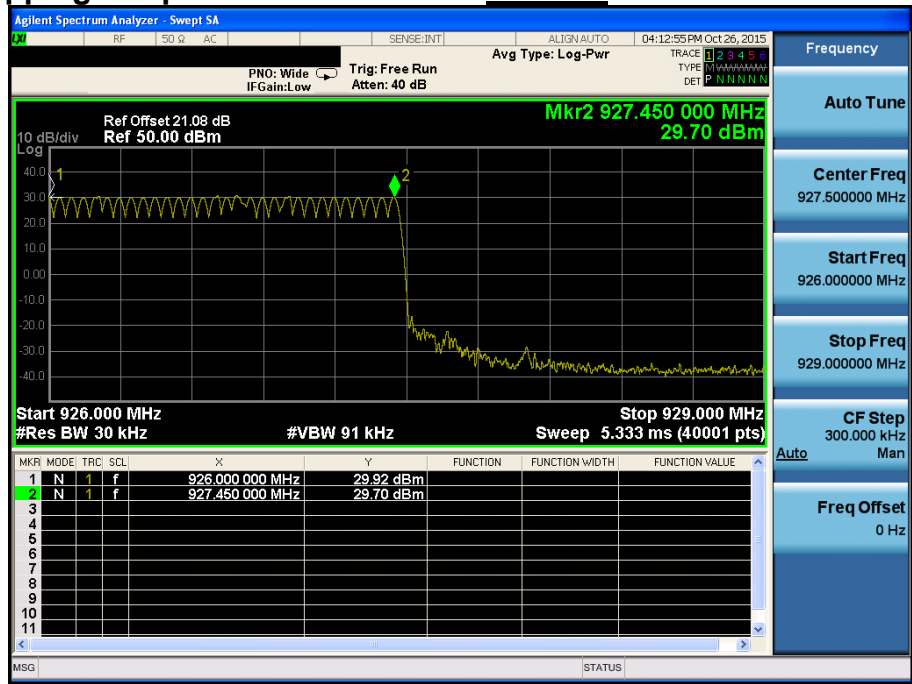 Agilent Spectrum Analyzer - Swept SA
LXI RF 50 Ω AC SENSE:INT ALIGN AUTO 04:12:55 PM Oct 26, 2015
Frequency
Avg Type: Log-Pwr TRACE 1 2 3 4 5 6
PNO: Wide Trig: Free Run TYPE M W W W W W
IFGain:Low Atten: 40 dB DET P N N N N N
Auto Tune
Mkr2 927.450 000 MHz
Ref Offset 21.08 dB
10 dB/div Ref 50.00 dBm 29.70 dBm
Log
40.0
30.0
20.0
10.0
0.00
-10.0
-20.0
-30.0
-40.0
1
2
Center Freq
927.500000 MHz
Start Freq
926.000000 MHz
Stop Freq
929.000000 MHz
Start 926.000 MHz Stop 929.000 MHz
#Res BW 30 kHz #VBW 91 kHz Sweep 5.333 ms (40001 pts)
CF Step
300.000 kHz
Auto Man
MKR MODE TRC SCL X Y FUNCTION FUNCTION WIDTH FUNCTION VALUE
1 N 1 f 926.000 000 MHz 29.92 dBm
2 N 1 f 927.450 000 MHz 29.70 dBm
3
4
5
6
7
8
9
10
11
Freq Offset
0 Hz
MSG STATUS